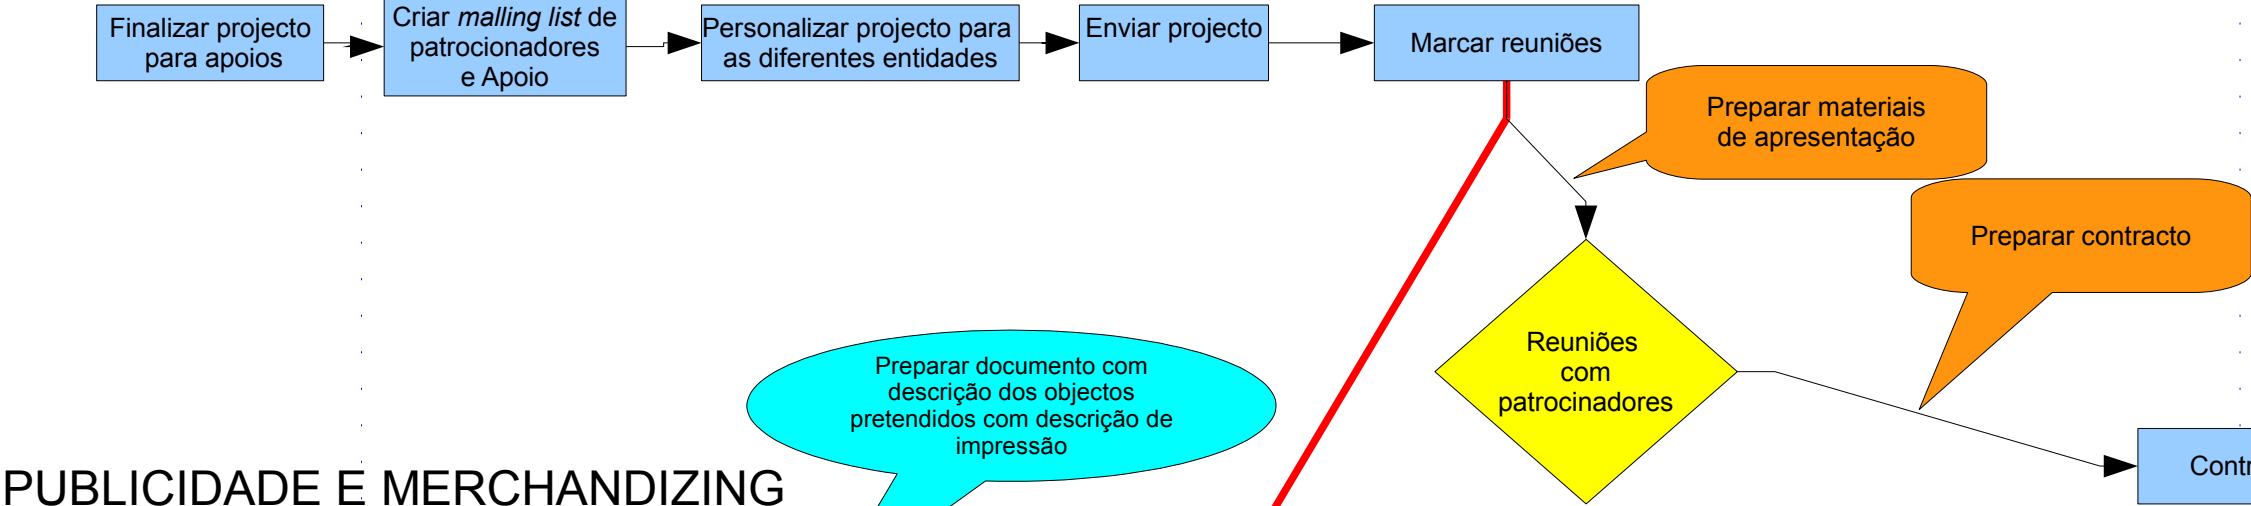 Finalizar projecto
para apoios
Criar malling list de
patrocionadores
e Apoio
Personalizar projecto para
as diferentes entidades
Enviar projecto
Marcar reuniões
Preparar materiais
de apresentação
Preparar contracto
Reuniões
com
patrocinadores
Preparar documento com
descrição dos objectos
pretendidos com descrição de
impressão
Contr
PUBLICIDADE E MERCHANDIZING